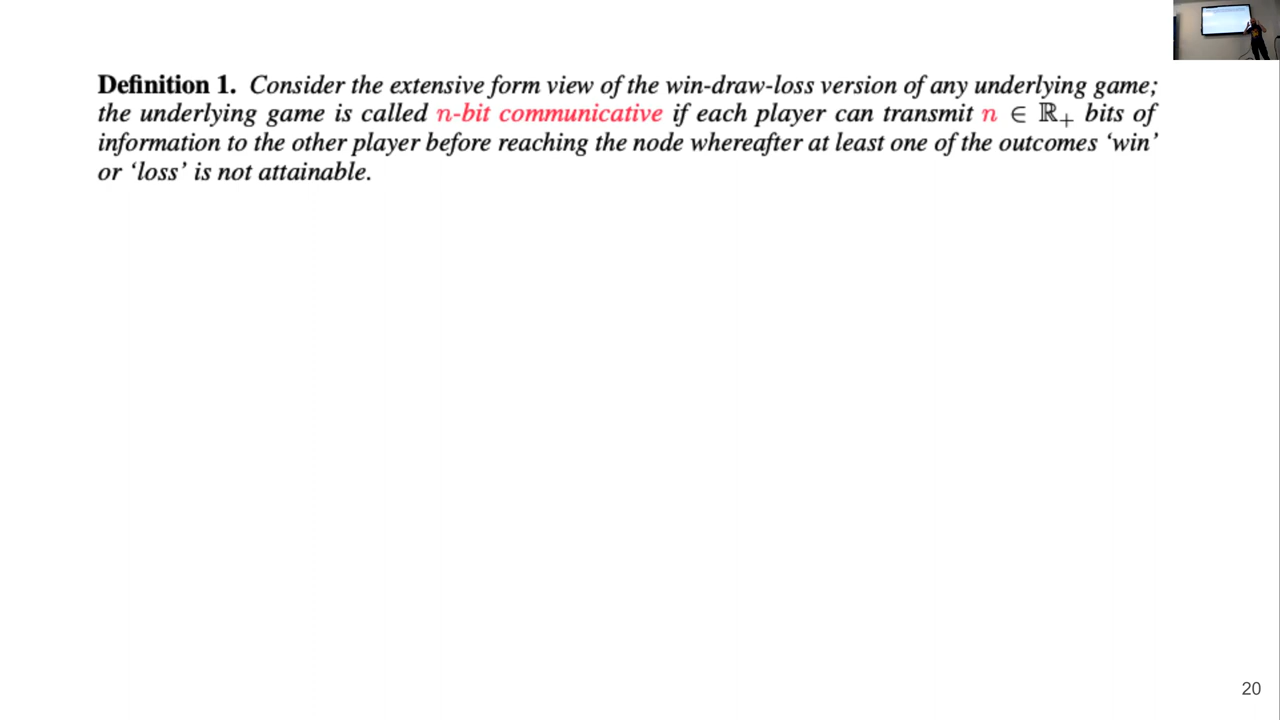 Definition 1. Consider the extensive form view of the win-draw-loss version of any underlying game;
the underlying game is called n-bit communicative if each player can transmit n ∈ ℝ₊ bits of
information to the other player before reaching the node whereafter at least one of the outcomes ‘win’
or ‘loss’ is not attainable.
20